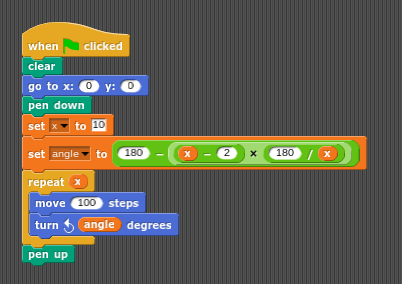 when clicked
clear
go to x: 0 y: 0
pen down
set x to 10
set angle to 180 - x - 2 × 180 / x
repeat x
move 100 steps
turn angle degrees
pen up